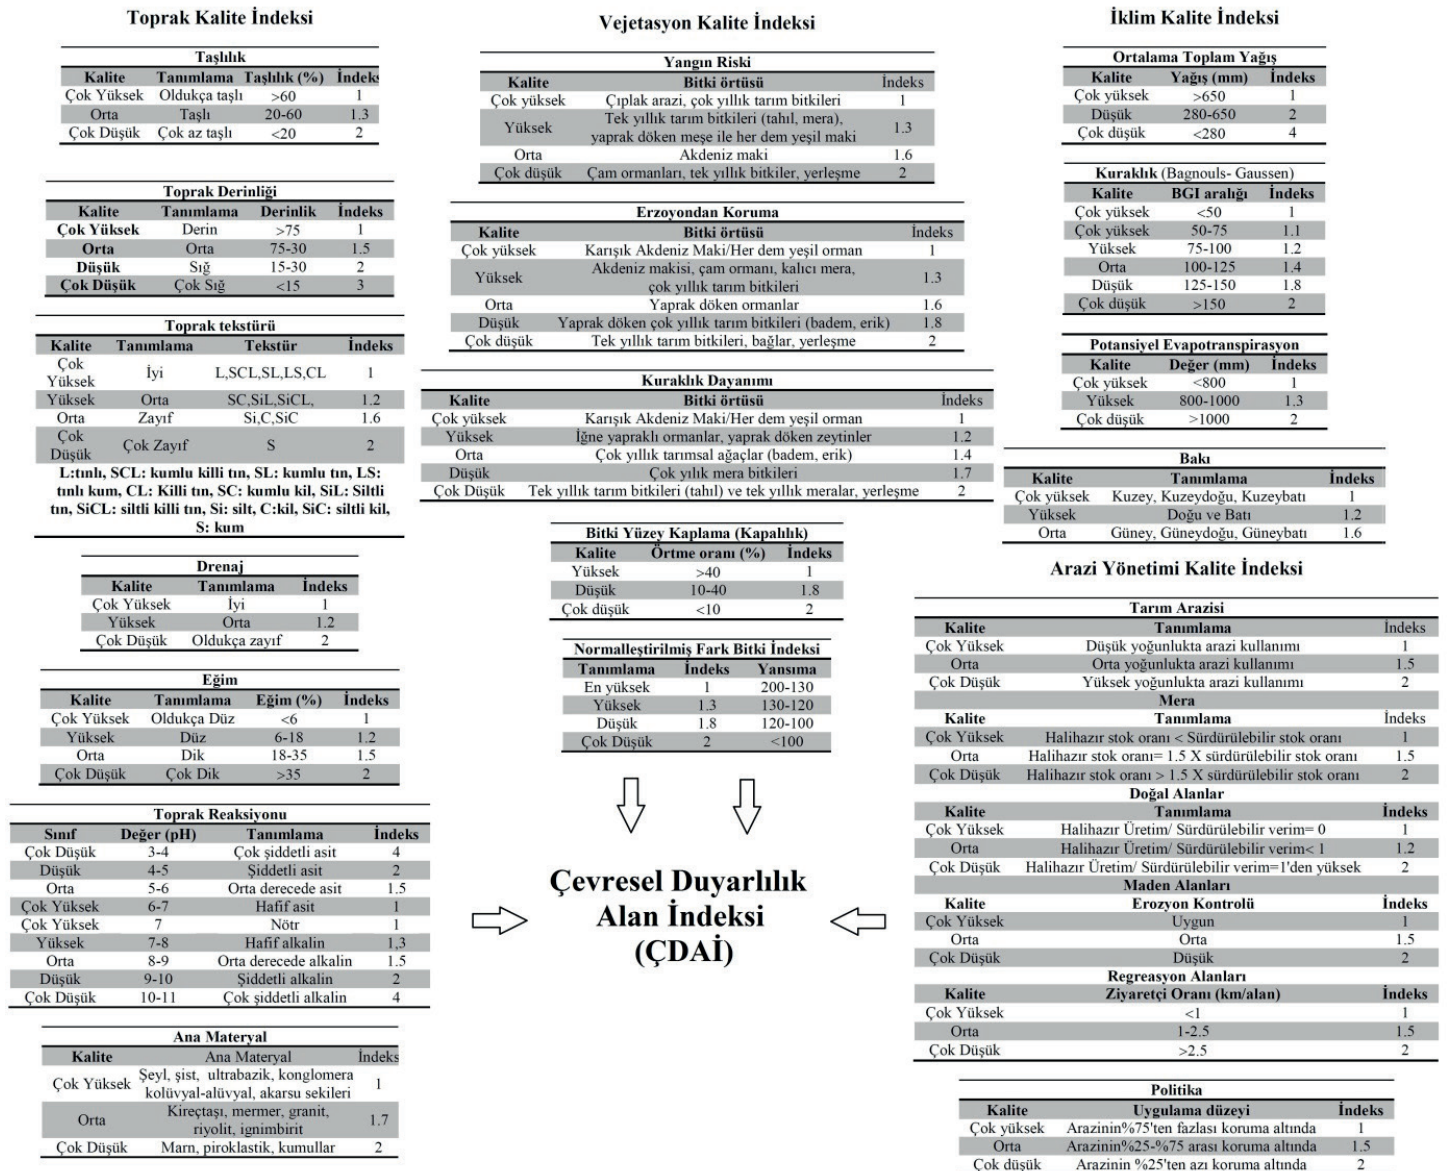 Toprak Kalite İndeksi
Taşlılık
Kalite Tanımlama Taşlılık (%) İndeks
Çok Yüksek Oldukça taşlı >60 1
Orta Taşlı 20-60 1.3
Çok Düşük Çok az taşlı <20 2
Toprak Derinliği
Kalite Tanımlama Derinlik İndeks
Çok Yüksek Derin >75 1
Orta Orta 75-30 1.5
Düşük Sığ 15-30 2
Çok Düşük Çok Sığ <15 3
Toprak tekstürü
Kalite Tanımlama Tekstür İndeks
Çok
Yüksek İyi L,SCL,SL,LS,CL 1
Yüksek Orta SC,SiL,SiCL, 1.2
Orta Zayıf Si,C,SiC 1.6
Çok
Düşük Çok Zayıf S 2
L:tınlı, SCL: kumlu killi tın, SL: kumlu tın, LS:
tınlı kum, CL: Killi tın, SC: kumlu kil, SiL: Siltli
tın, SiCL: siltli killi tın, Si: silt, C:kil, SiC: siltli kil,
S: kum
Drenaj
Kalite Tanımlama İndeks
Çok Yüksek İyi 1
Yüksek Orta 1.2
Çok Düşük Oldukça zayıf 2
Eğim
Kalite Tanımlama Eğim (%) İndeks
Çok Yüksek Oldukça Düz <6 1
Yüksek Düz 6-18 1.2
Orta Dik 18-35 1.5
Çok Düşük Çok Dik >35 2
Toprak Reaksiyonu
Sınıf Değer (pH) Tanımlama İndeks
Çok Düşük 3-4 Çok şiddetli asit 4
Düşük 4-5 Şiddetli asit 2
Orta 5-6 Orta derecede asit 1.5
Çok Yüksek 6-7 Hafif asit 1
Çok Yüksek 7 Nötr 1
Yüksek 7-8 Hafif alkalin 1,3
Orta 8-9 Orta derecede alkalin 1.5
Düşük 9-10 Şiddetli alkalin 2
Çok Düşük 10-11 Çok şiddetli alkalin 4
Ana Materyal
Kalite Ana Materyal İndeks
Çok Yüksek Şeyl, şist, ultrabazik, konglomera
kolüvyal-alüvyal, akarsu sekileri 1
Orta Kireçtaşı, mermer, granit,
riyolit, ignimbirit 1.7
Çok Düşük Marn, piroklastik, kumullar 2
Vejetasyon Kalite İndeksi
Yangın Riski
Kalite Bitki örtüsü İndeks
Çok yüksek Çıplak arazi, çok yıllık tarım bitkileri 1
Yüksek Tek yıllık tarım bitkileri (tahıl, mera),
yaprak döken meşe ile her dem yeşil maki 1.3
Orta Akdeniz maki 1.6
Çok düşük Çam ormanları, tek yıllık bitkiler, yerleşme 2
Erzoyondan Koruma
Kalite Bitki örtüsü İndeks
Çok yüksek Karışık Akdeniz Maki/Her dem yeşil orman 1
Yüksek Akdeniz makisi, çam ormanı, kalıcı mera,
çok yıllık tarım bitkileri 1.3
Orta Yaprak döken ormanlar 1.6
Düşük Yaprak döken çok yıllık tarım bitkileri (badem, erik) 1.8
Çok düşük Tek yıllık tarım bitkileri, bağlar, yerleşme 2
Kuraklık Dayanımı
Kalite Bitki örtüsü İndeks
Çok yüksek Karışık Akdeniz Maki/Her dem yeşil orman 1
Yüksek İğne yapraklı ormanlar, yaprak döken zeytinler 1.2
Orta Çok yıllık tarımsal ağaçlar (badem, erik) 1.4
Düşük Çok yılık mera bitkileri 1.7
Çok Düşük Tek yıllık tarım bitkileri (tahıl) ve tek yıllık meralar, yerleşme 2
Bitki Yüzey Kaplama (Kapalılık)
Kalite Örtme oranı (%) İndeks
Yüksek >40 1
Düşük 10-40 1.8
Çok düşük <10 2
Normalleştirilmiş Fark Bitki İndeksi
Tanımlama İndeks Yansıma
En yüksek 1 200-130
Yüksek 1.3 130-120
Düşük 1.8 120-100
Çok Düşük 2 <100
Çevresel Duyarlılık
Alan İndeksi
(ÇDAİ)
İklim Kalite İndeksi
Ortalama Toplam Yağış
Kalite Yağış (mm) İndeks
Çok yüksek >650 1
Düşük 280-650 2
Çok düşük <280 4
Kuraklık (Bagnouls- Gaussen)
Kalite BGI aralığı İndeks
Çok yüksek <50 1
Çok yüksek 50-75 1.1
Yüksek 75-100 1.2
Orta 100-125 1.4
Düşük 125-150 1.8
Çok düşük >150 2
Potansiyel Evapotranspirasyon
Kalite Değer (mm) İndeks
Çok yüksek <800 1
Yüksek 800-1000 1.3
Çok düşük >1000 2
Bakı
Kalite Tanımlama İndeks
Çok yüksek Kuzey, Kuzeydoğu, Kuzeybatı 1
Yüksek Doğu ve Batı 1.2
Orta Güney, Güneydoğu, Güneybatı 1.6
Arazi Yönetimi Kalite İndeksi
Tarım Arazisi
Kalite Tanımlama İndeks
Çok Yüksek Düşük yoğunlukta arazi kullanımı 1
Orta Orta yoğunlukta arazi kullanımı 1.5
Çok Düşük Yüksek yoğunlukta arazi kullanımı 2
Mera
Kalite Tanımlama İndeks
Çok Yüksek Halihazır stok oranı < Sürdürülebilir stok oranı 1
Orta Halihazır stok oranı= 1.5 X sürdürülebilir stok oranı 1.5
Çok Düşük Halihazır stok oranı > 1.5 X sürdürülebilir stok oranı 2
Doğal Alanlar
Kalite Tanımlama İndeks
Çok Yüksek Halihazır Üretim/ Sürdürülebilir verim= 0 1
Orta Halihazır Üretim/ Sürdürülebilir verim< 1 1.2
Çok Düşük Halihazır Üretim/ Sürdürülebilir verim=1'den yüksek 2
Maden Alanları
Kalite Erozyon Kontrolü İndeks
Çok Yüksek Uygun 1
Orta Orta 1.5
Çok Düşük Düşük 2
Regreasyon Alanları
Kalite Ziyaretçi Oranı (km/alan) İndeks
Çok Yüksek <1 1
Orta 1-2.5 1.5
Çok Düşük >2.5 2
Politika
Kalite Uygulama düzeyi İndeks
Çok yüksek Arazinin%75'ten fazlası koruma altında 1
Orta Arazinin%25-%75 arası koruma altında 1.5
Çok düşük Arazinin %25'ten azı koruma altında 2